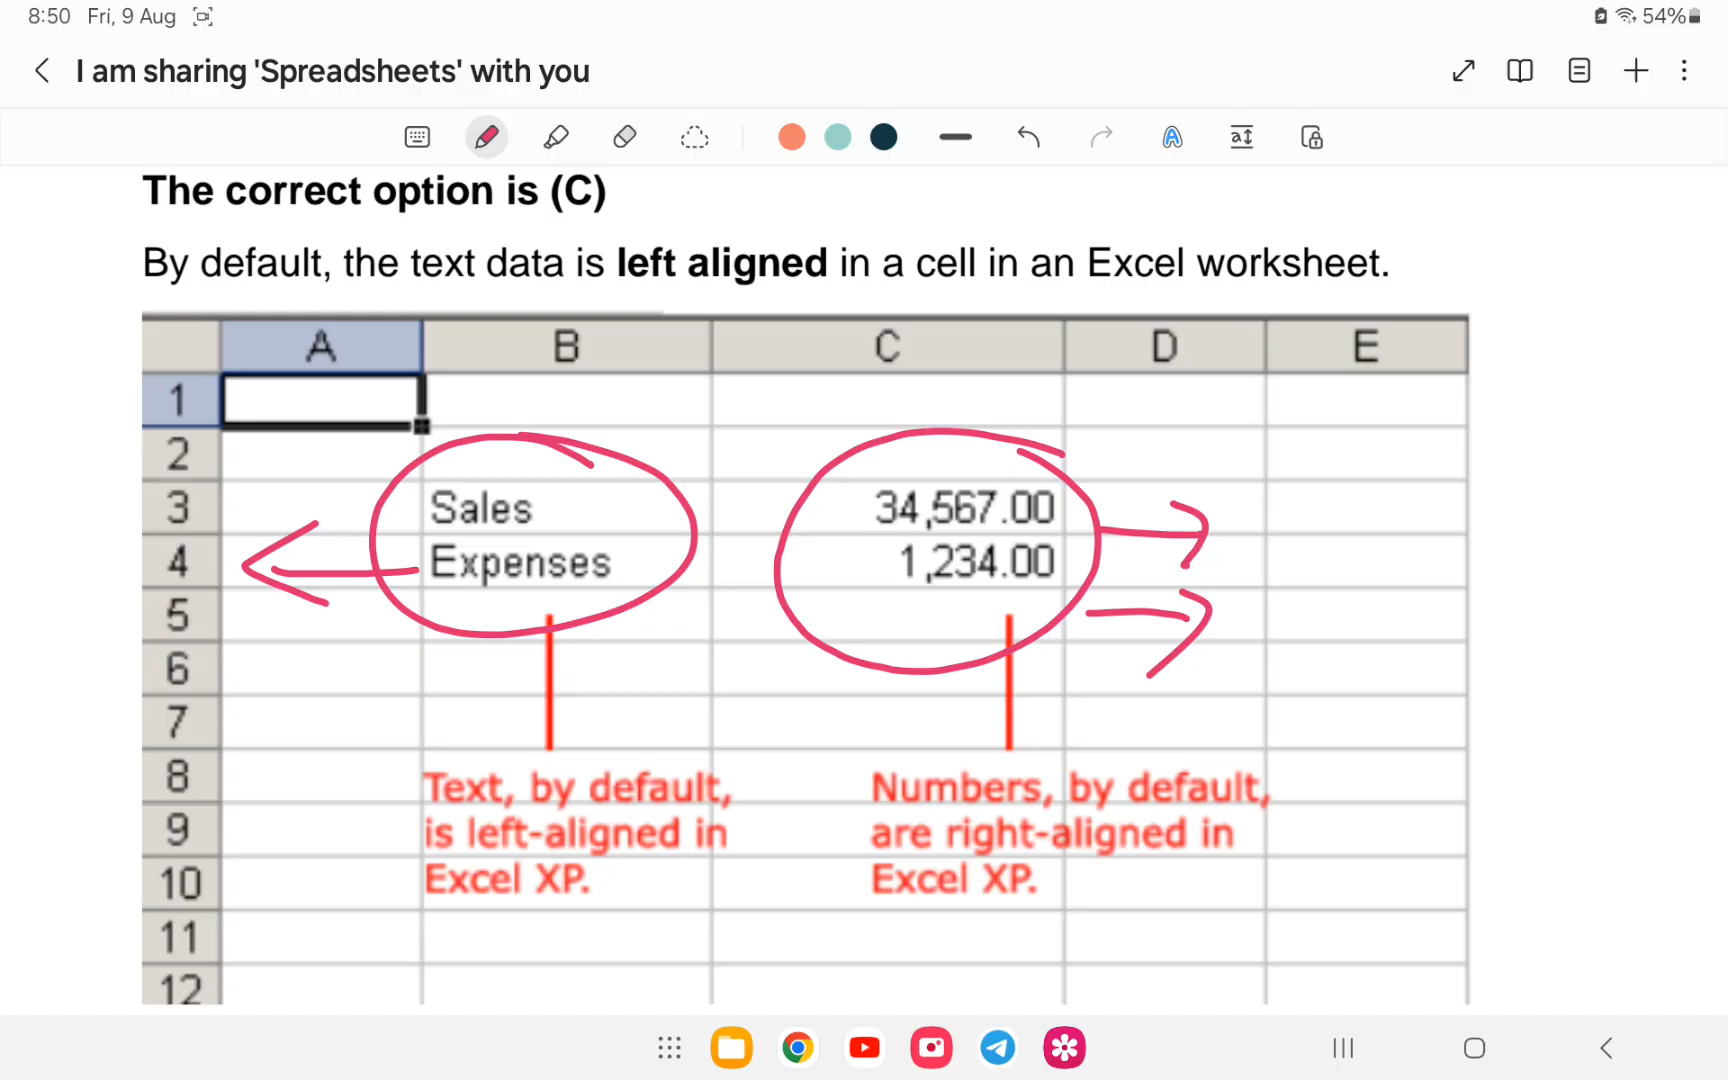 8:50 Fri, 9 Aug 54%
I am sharing 'Spreadsheets' with you
The correct option is (C)
By default, the text data is left aligned in a cell in an Excel worksheet.
A B C D E
1
2
3 Sales 34,567.00
4 Expenses 1,234.00
5
6
7
8
9
10
11
12
Text, by default,
is left-aligned in
Excel XP.
Numbers, by default,
are right-aligned in
Excel XP.